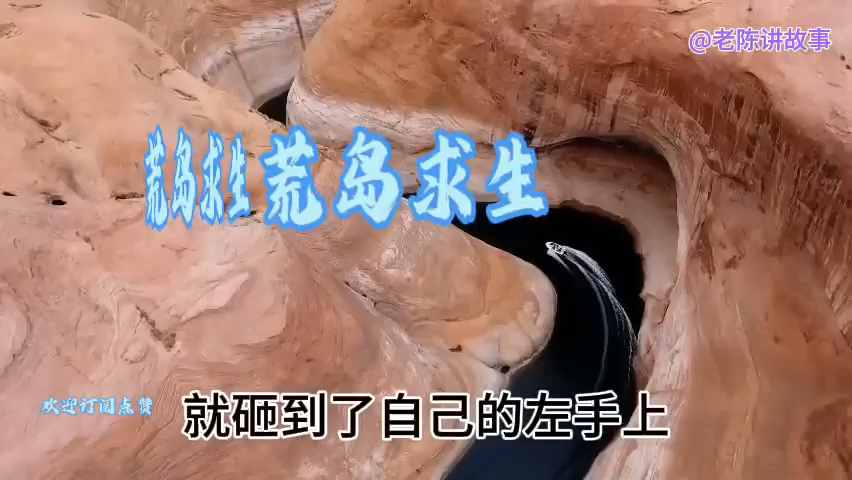 @老陈讲故事
荒岛求生 荒岛求生
欢迎订阅点赞
就砸到了自己的左手上